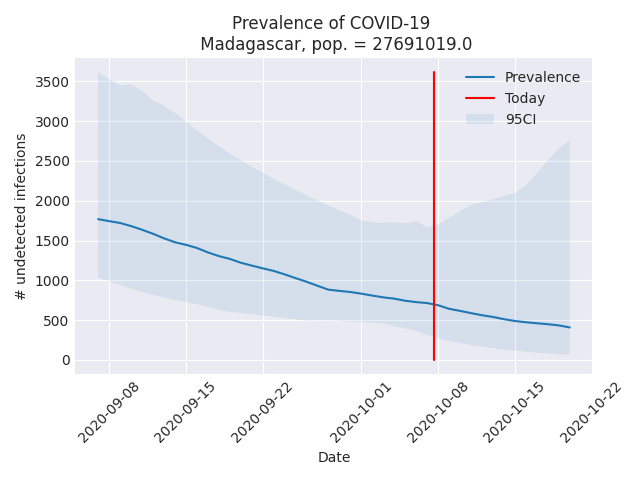 Prevalence of COVID-19
Madagascar, pop. = 27691019.0
# undetected infections
3500
3000
2500
2000
1500
1000
500
0
Prevalence
Today
95CI
2020-09-08
2020-09-15
2020-09-22
2020-10-01
2020-10-08
2020-10-15
2020-10-22
Date